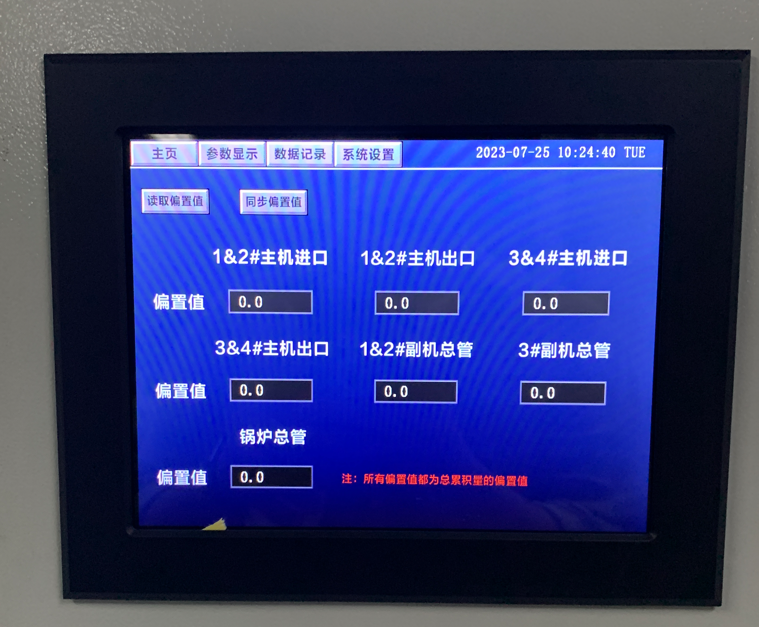 主页 参数显示 数据记录 系统设置 2023-07-25 10:24:40 TUE
读取偏置值 同步偏置值
1&2#主机进口 1&2#主机出口 3&4#主机进口
偏置值 0.0 0.0 0.0
3&4#主机出口 1&2#副机总管 3#副机总管
偏置值 0.0 0.0 0.0
锅炉总管
偏置值 0.0 注：所有偏置值都为总累积量的偏置值